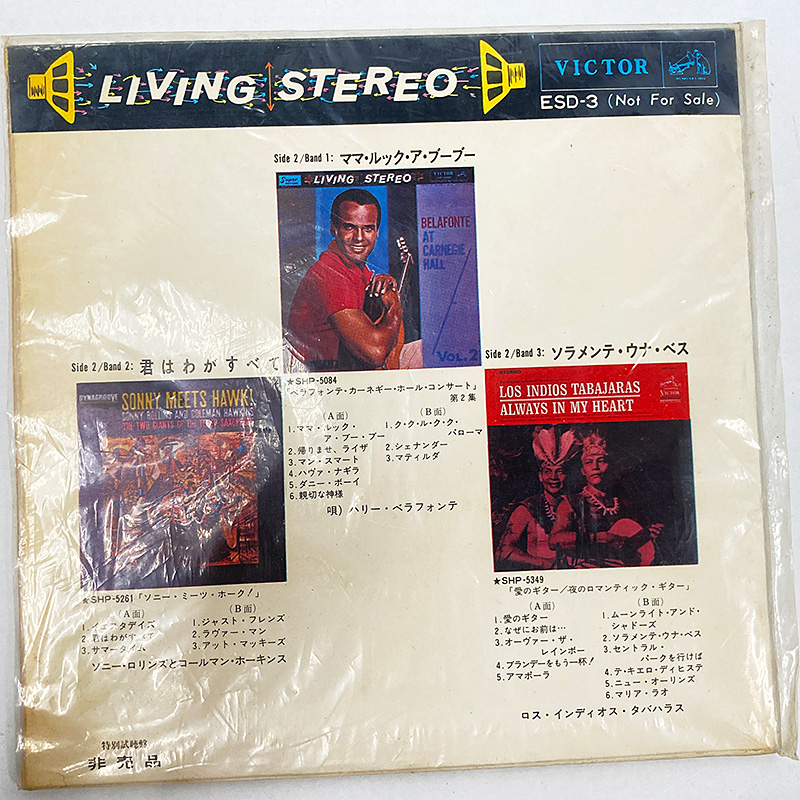 LIVING STEREO
VICTOR
ESD-3 (Not For Sale)
Side 2/Band 1: ママ・ルック・ア・ブーブー
LIVING STEREO
VICTOR
BELAFONTE
AT
CARNEGIE
HALL
VOL.2
★SHP-5084
「ベラフォンテ・カーネギー・ホール・コンサート」
第2集
(A面)
1.ママ・ルック・
ア・ブー・ブー
2.帰りませ、ライザ
3.マン・スマート
4.ハヴァ・ナギラ
5.ダニー・ボーイ
6.親切な神様
(B面)
1.ク・ク・ル・ク・ク・
パローマ
2.シェナンダー
3.マティルダ
唄) ハリー・ベラフォンテ
Side 2/Band 2: 君はわがすべて
DYNAGROOVE
SONNY MEETS HAWK!
SONNY ROLLINS AND COLEMAN HAWKINS
THE TWO GIANTS OF THE TENOR SAXOPHONE
★SHP-5261「ソニー・ミーツ・ホーク!」
(A面)
1.イエスタデイズ
2.君はわがすべて
3.サマータイム
(B面)
1.ジャスト・フレンズ
2.ラヴァー・マン
3.アット・マッキーズ
ソニー・ロリンズとコールマン・ホーキンス
Side 2/Band 3: ソラメンテ・ウナ・ベス
STEREO
LOS INDIOS TABAJARAS
ALWAYS IN MY HEART
VICTOR
★SHP-5349
「愛のギター/夜のロマンティック・ギター」
(A面)
1.愛のギター
2.なぜにお前は…
3.オーヴァー・ザ・
レインボー
4.ブランデーをもう一杯!
5.アマポーラ
(B面)
1.ムーンライト・アンド・
シャドーズ
2.ソラメンテ・ウナ・ベス
3.セントラル・
パークを行けば
4.テ・キエロ・ディヒステ
5.ニュー・オーリンズ
6.マリア・ラオ
ロス・インディオス・タバハラス
特別試聴盤
非売品